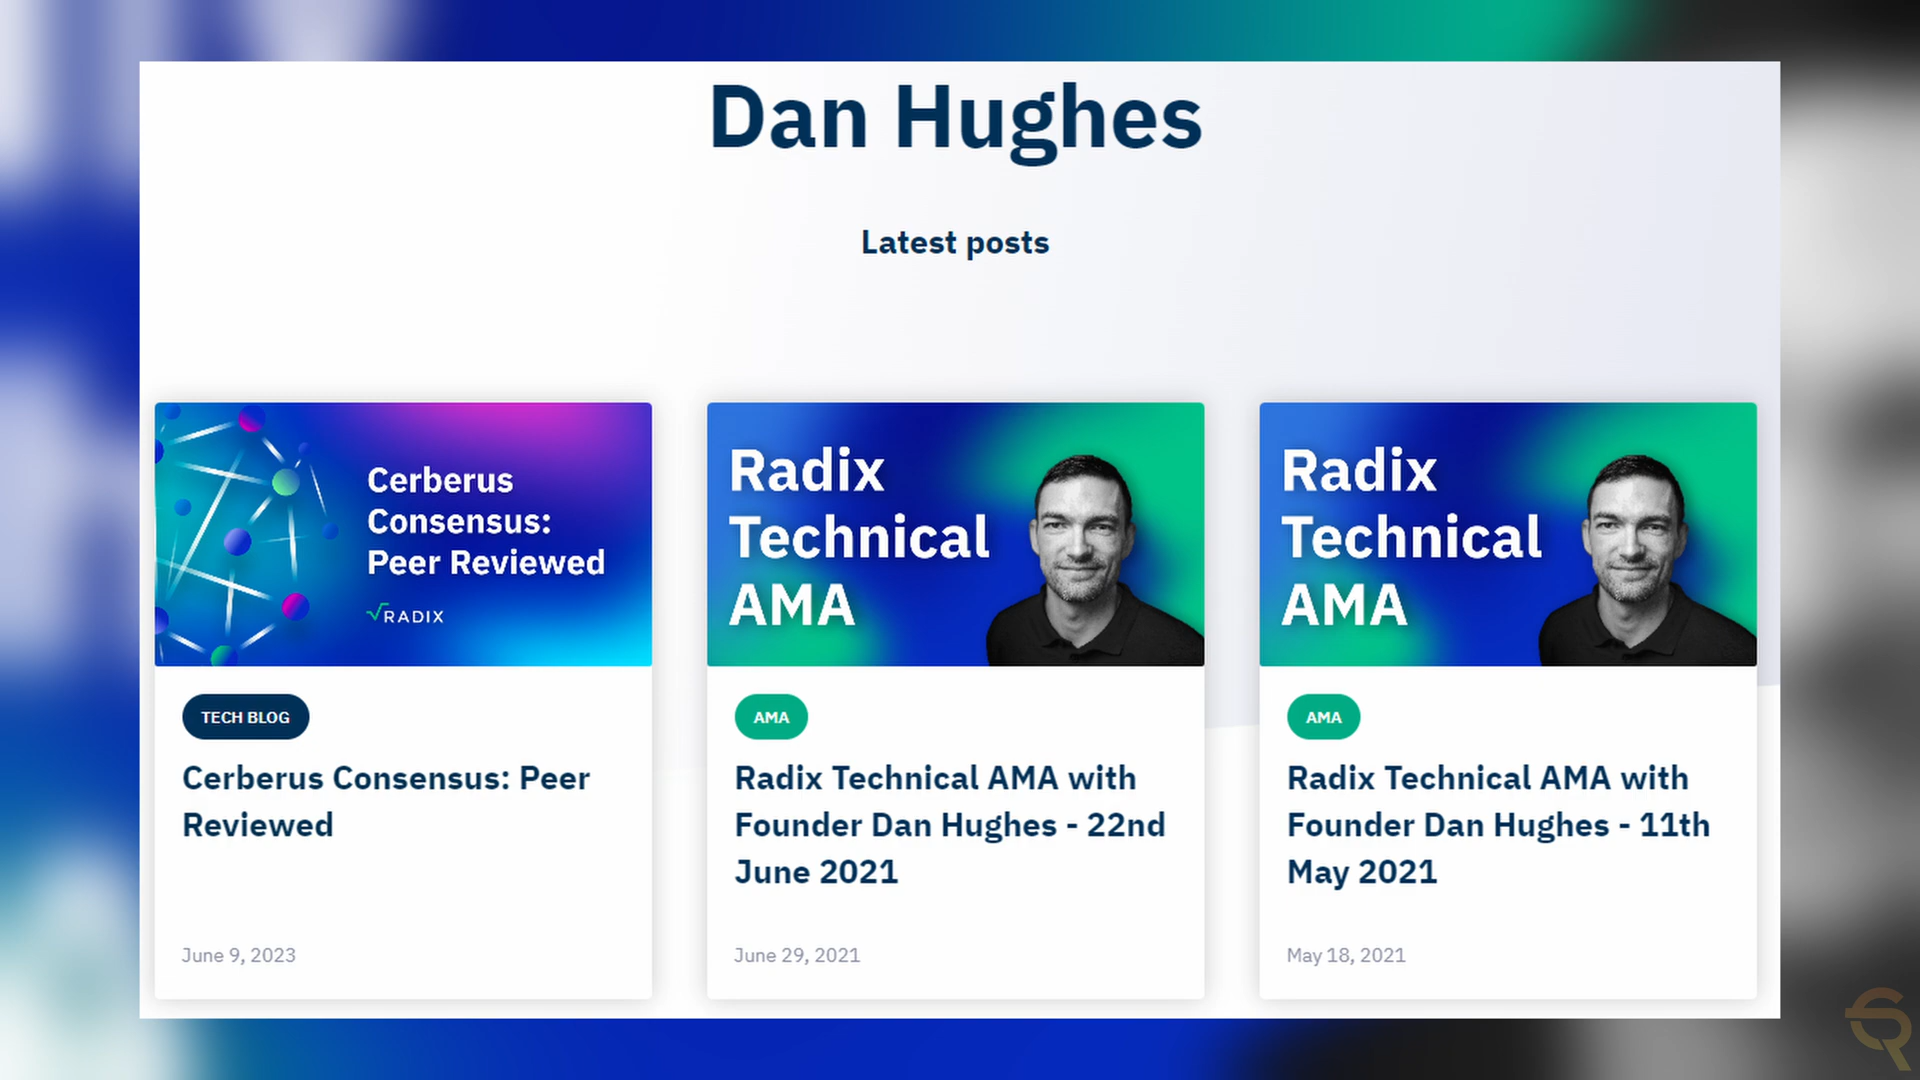 Dan Hughes
Latest posts
Cerberus
Consensus:
Peer Reviewed
RADIX
TECH BLOG
Cerberus Consensus: Peer
Reviewed
June 9, 2023
Radix
Technical
AMA
AMA
Radix Technical AMA with
Founder Dan Hughes - 22nd
June 2021
June 29, 2021
Radix
Technical
AMA
AMA
Radix Technical AMA with
Founder Dan Hughes - 11th
May 2021
May 18, 2021